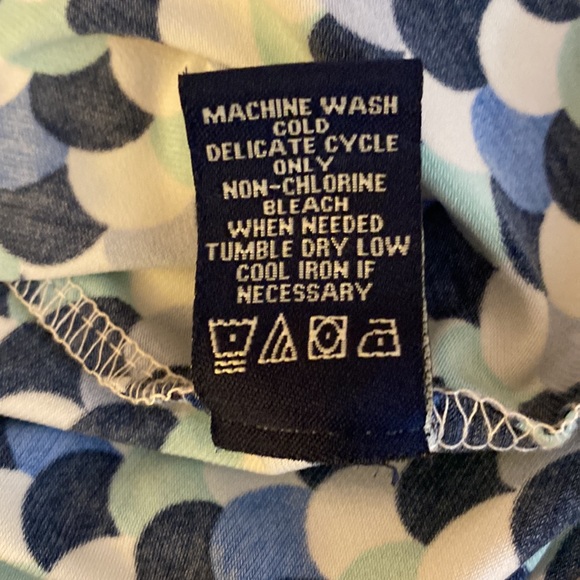 MACHINE WASH
COLD
DELICATE CYCLE
ONLY
NON-CHLORINE
BLEACH
WHEN NEEDED
TUMBLE DRY LOW
COOL IRON IF
NECESSARY